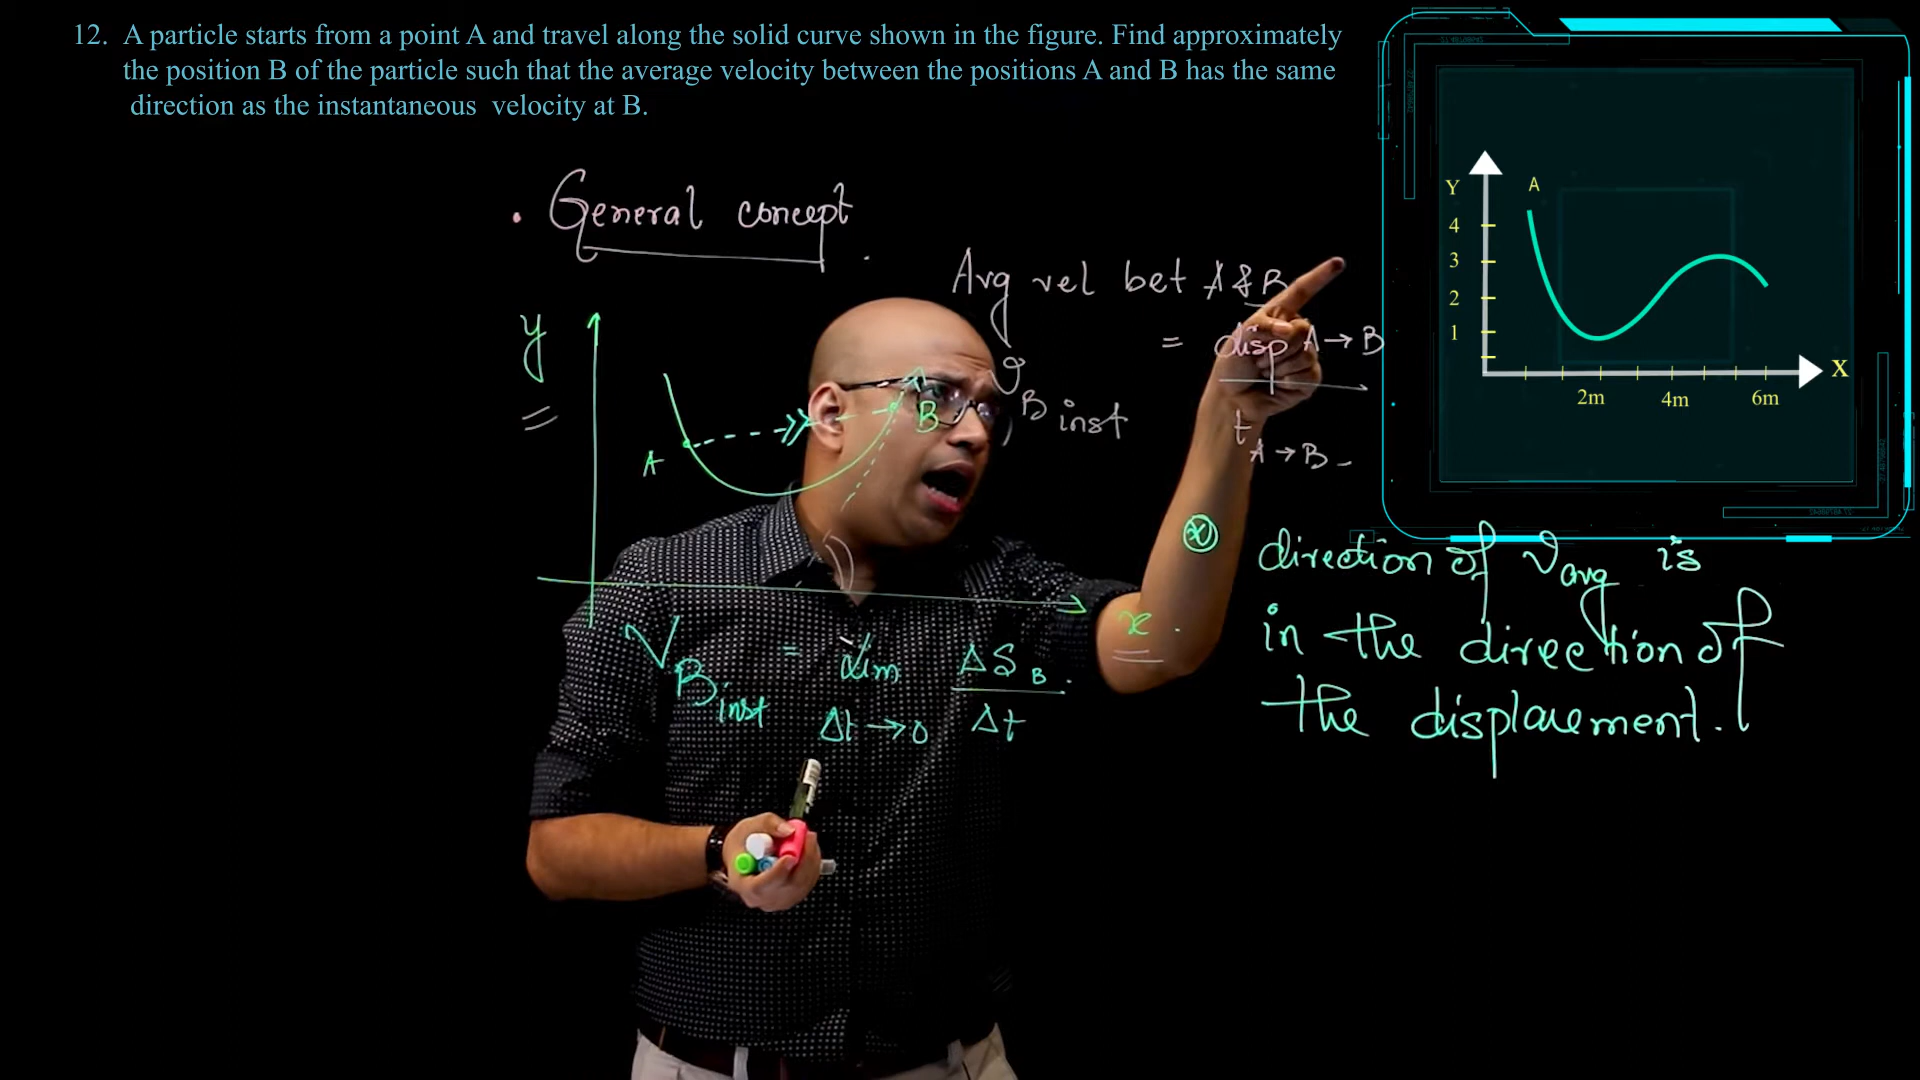 12. A particle starts from a point A and travel along the solid curve shown in the figure. Find approximately
the position B of the particle such that the average velocity between the positions A and B has the same
direction as the instantaneous velocity at B.
• General concept
Avg vel bet A & B
= disp A → B
t A → B
B inst
y
A
B
x
V B inst = lim ΔS B
Δt → 0 Δt
direction of v avg is
in the direction of
the displacement.
Y
A
4
3
2
1
X
2m 4m 6m